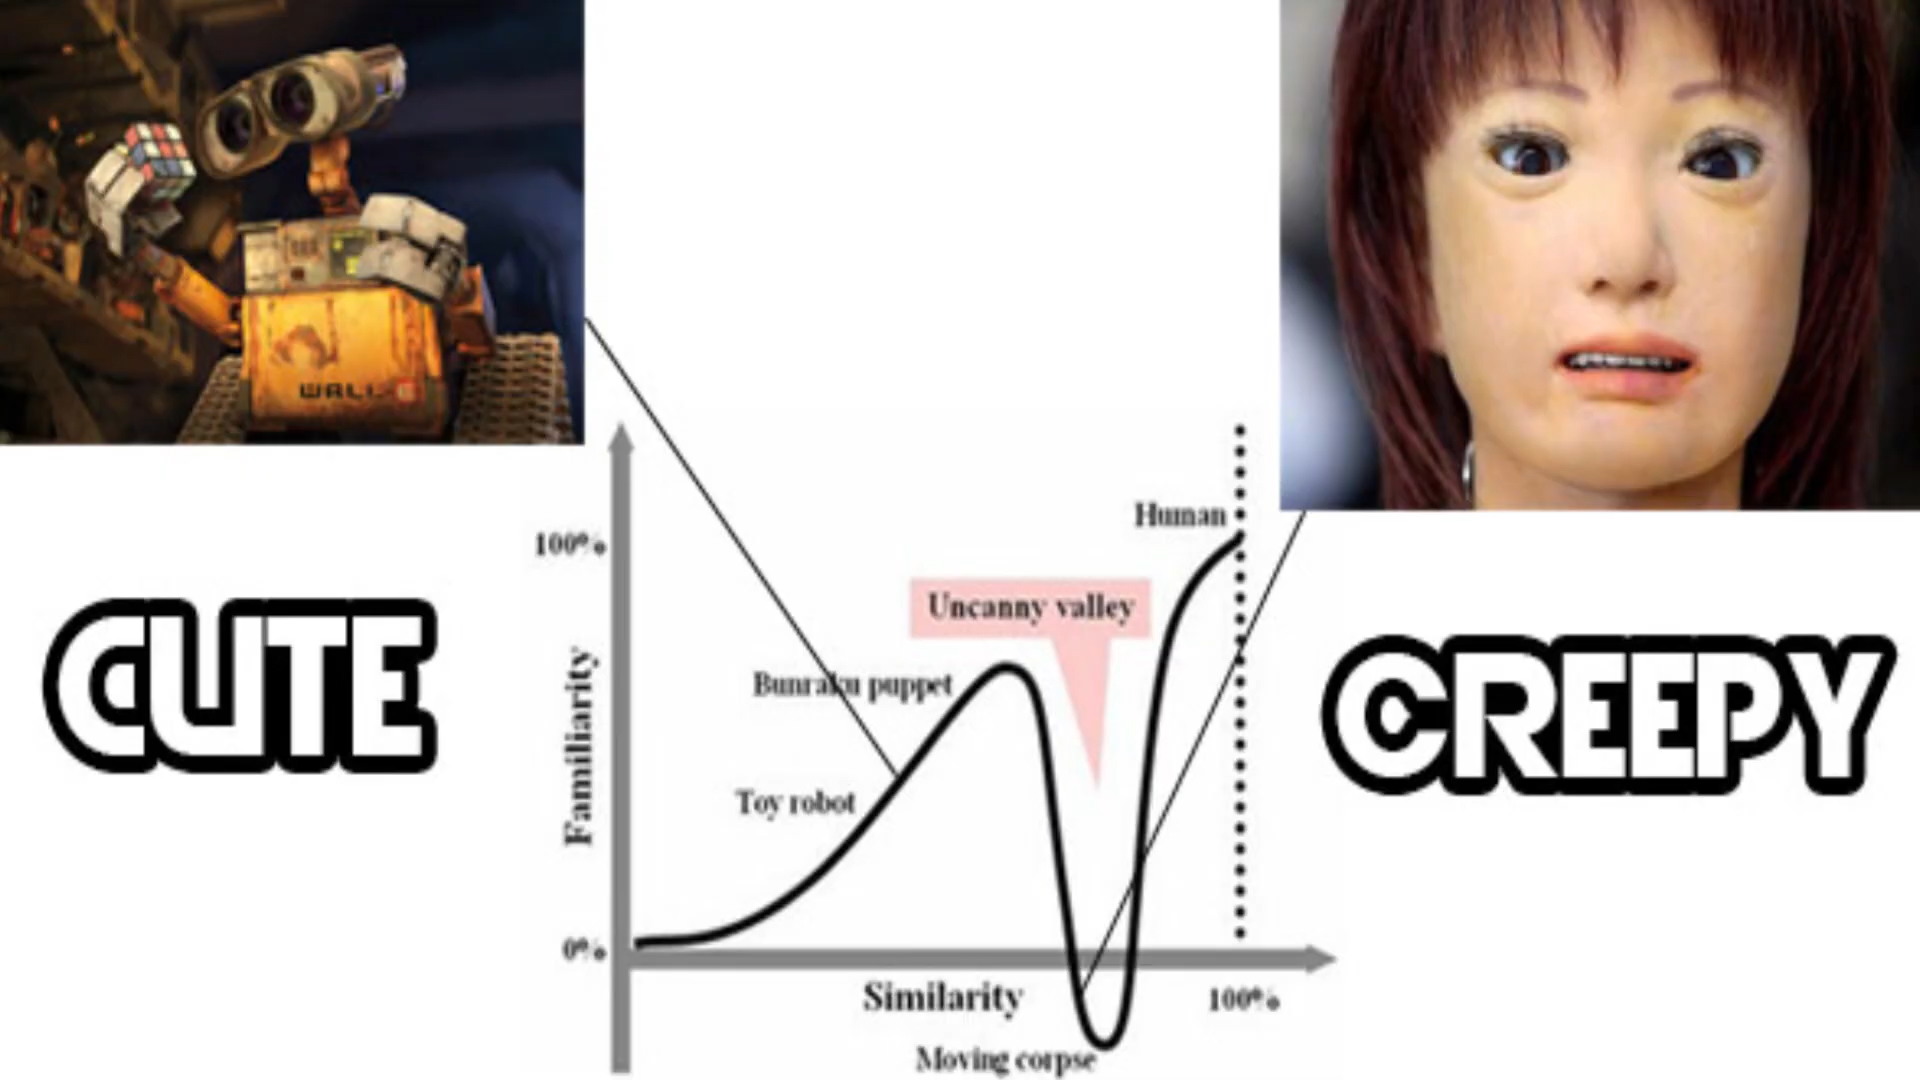 WALL·E
Human
100%
Uncanny valley
CUTE
CREEPY
Bunraku puppet
Familiarity
Toy robot
0%
Similarity
100%
Moving corpse